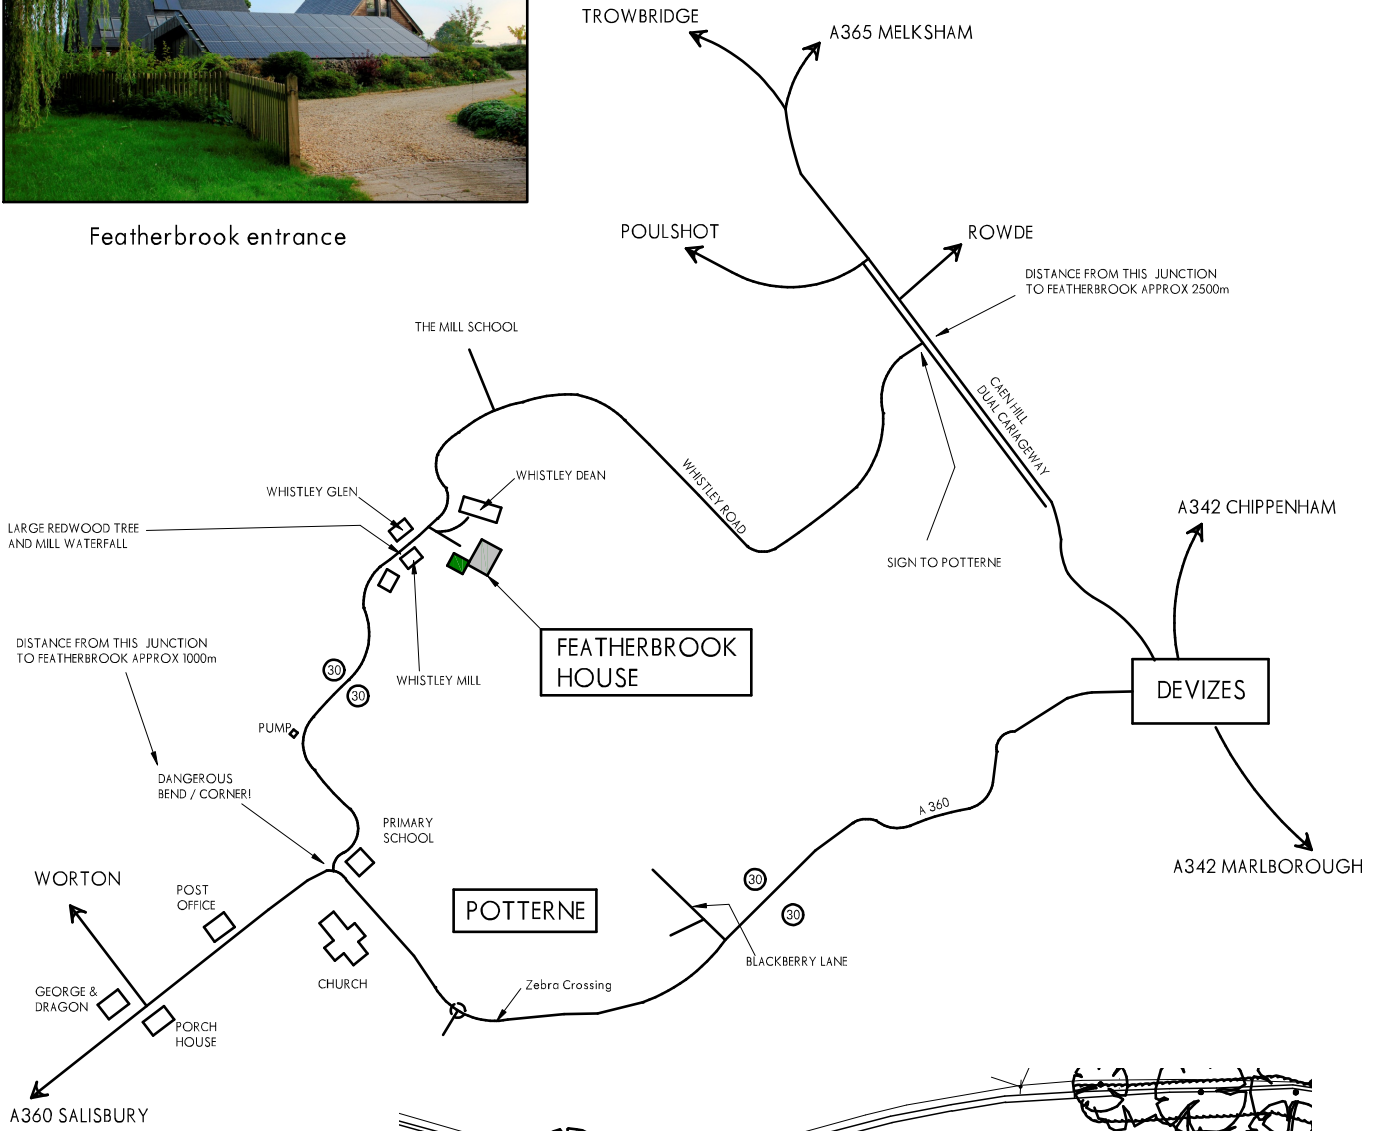 TROWBRIDGE
A365 MELKSHAM
POULSHOT
ROWDE
Featherbrook entrance
DISTANCE FROM THIS JUNCTION
TO FEATHERBROOK APPROX 2500m
THE MILL SCHOOL
CAEN HILL
DUAL CARIAGEWAY
WHISTLEY DEAN
WHISTLEY GLEN
WHISTLEY ROAD
A342 CHIPPENHAM
LARGE REDWOOD TREE
AND MILL WATERFALL
SIGN TO POTTERNE
DISTANCE FROM THIS JUNCTION
TO FEATHERBROOK APPROX 1000m
FEATHERBROOK
HOUSE
30
30
WHISTLEY MILL
DEVIZES
PUMP
DANGEROUS
BEND / CORNER!
A 360
PRIMARY
SCHOOL
A342 MARLBOROUGH
WORTON
POST
OFFICE
POTTERNE
30
30
BLACKBERRY LANE
CHURCH
Zebra Crossing
GEORGE &
DRAGON
PORCH
HOUSE
A360 SALISBURY